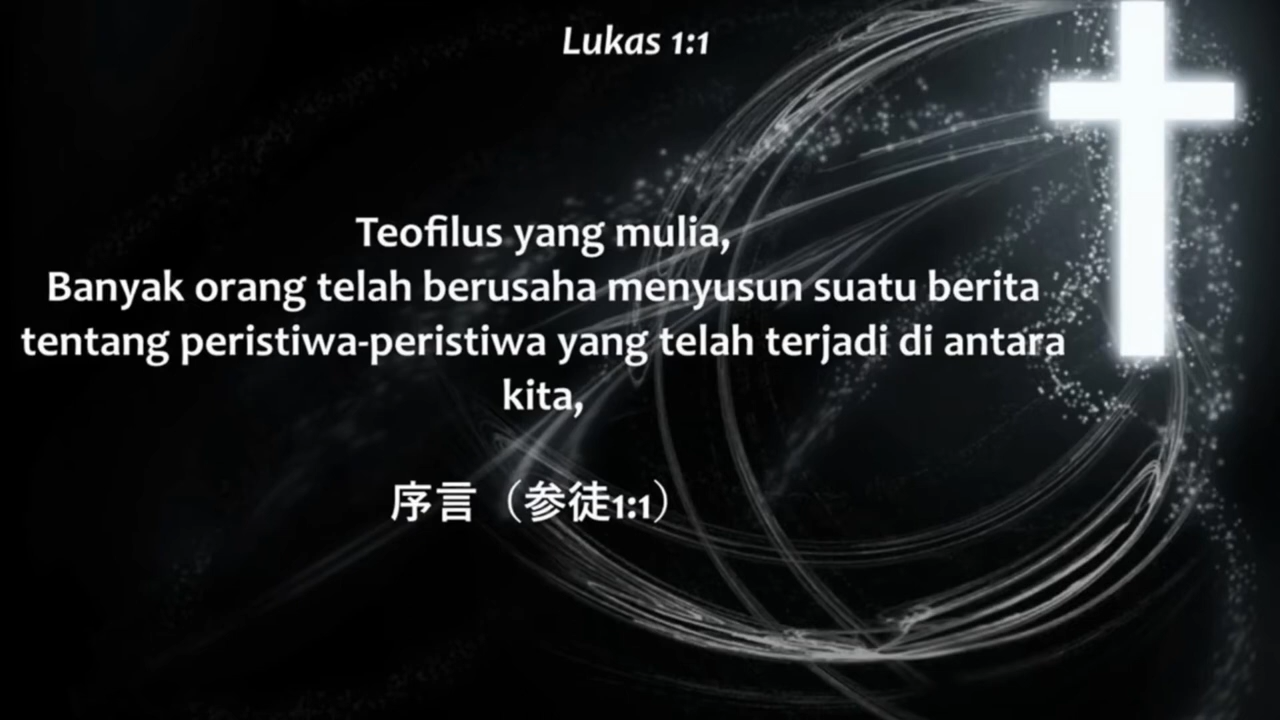 Lukas 1:1
Teofilus yang mulia,
Banyak orang telah berusaha menyusun suatu berita
tentang peristiwa-peristiwa yang telah terjadi di antara
kita,
序言（参徒1:1）